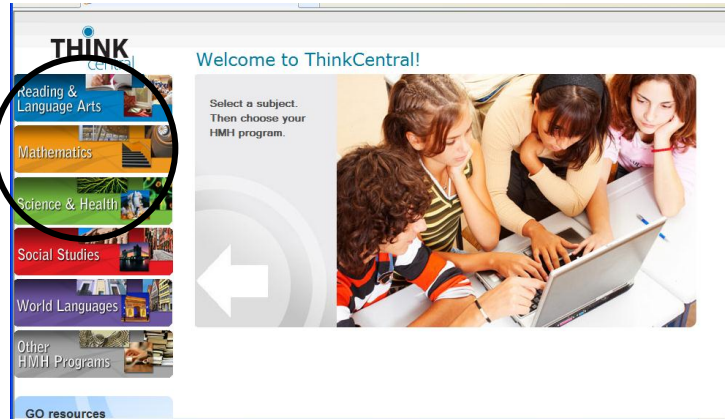 THINK
central
Welcome to ThinkCentral!
Reading &
Language Arts
Mathematics
Science & Health
Social Studies
World Languages
Other
HMH Programs
GO resources
Select a subject.
Then choose your
HMH program.